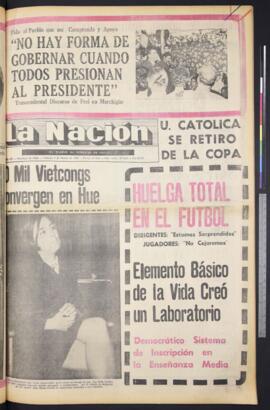 Pide al Pueblo que sea Comprensivo y Apoye
"NO HAY FORMA DE
GOBERNAR CUANDO
TODOS PRESIONAN
AL PRESIDENTE"
Trascendental Discurso de Frei en Marchigüe
La Nación
U. CATOLICA
SE RETIRO
DE LA COPA
0 Mil Vietcongs
onvergen en Hue
HUELGA TOTAL
EN EL FUTBOL
DIRIGENTES: "Estamos Sorprendidos"
JUGADORES: "No Cejaremos"
Elemento Básico
de la Vida Creó
un Laboratorio
Democrático Sistema
de Inscripción en
la Enseñanza Media